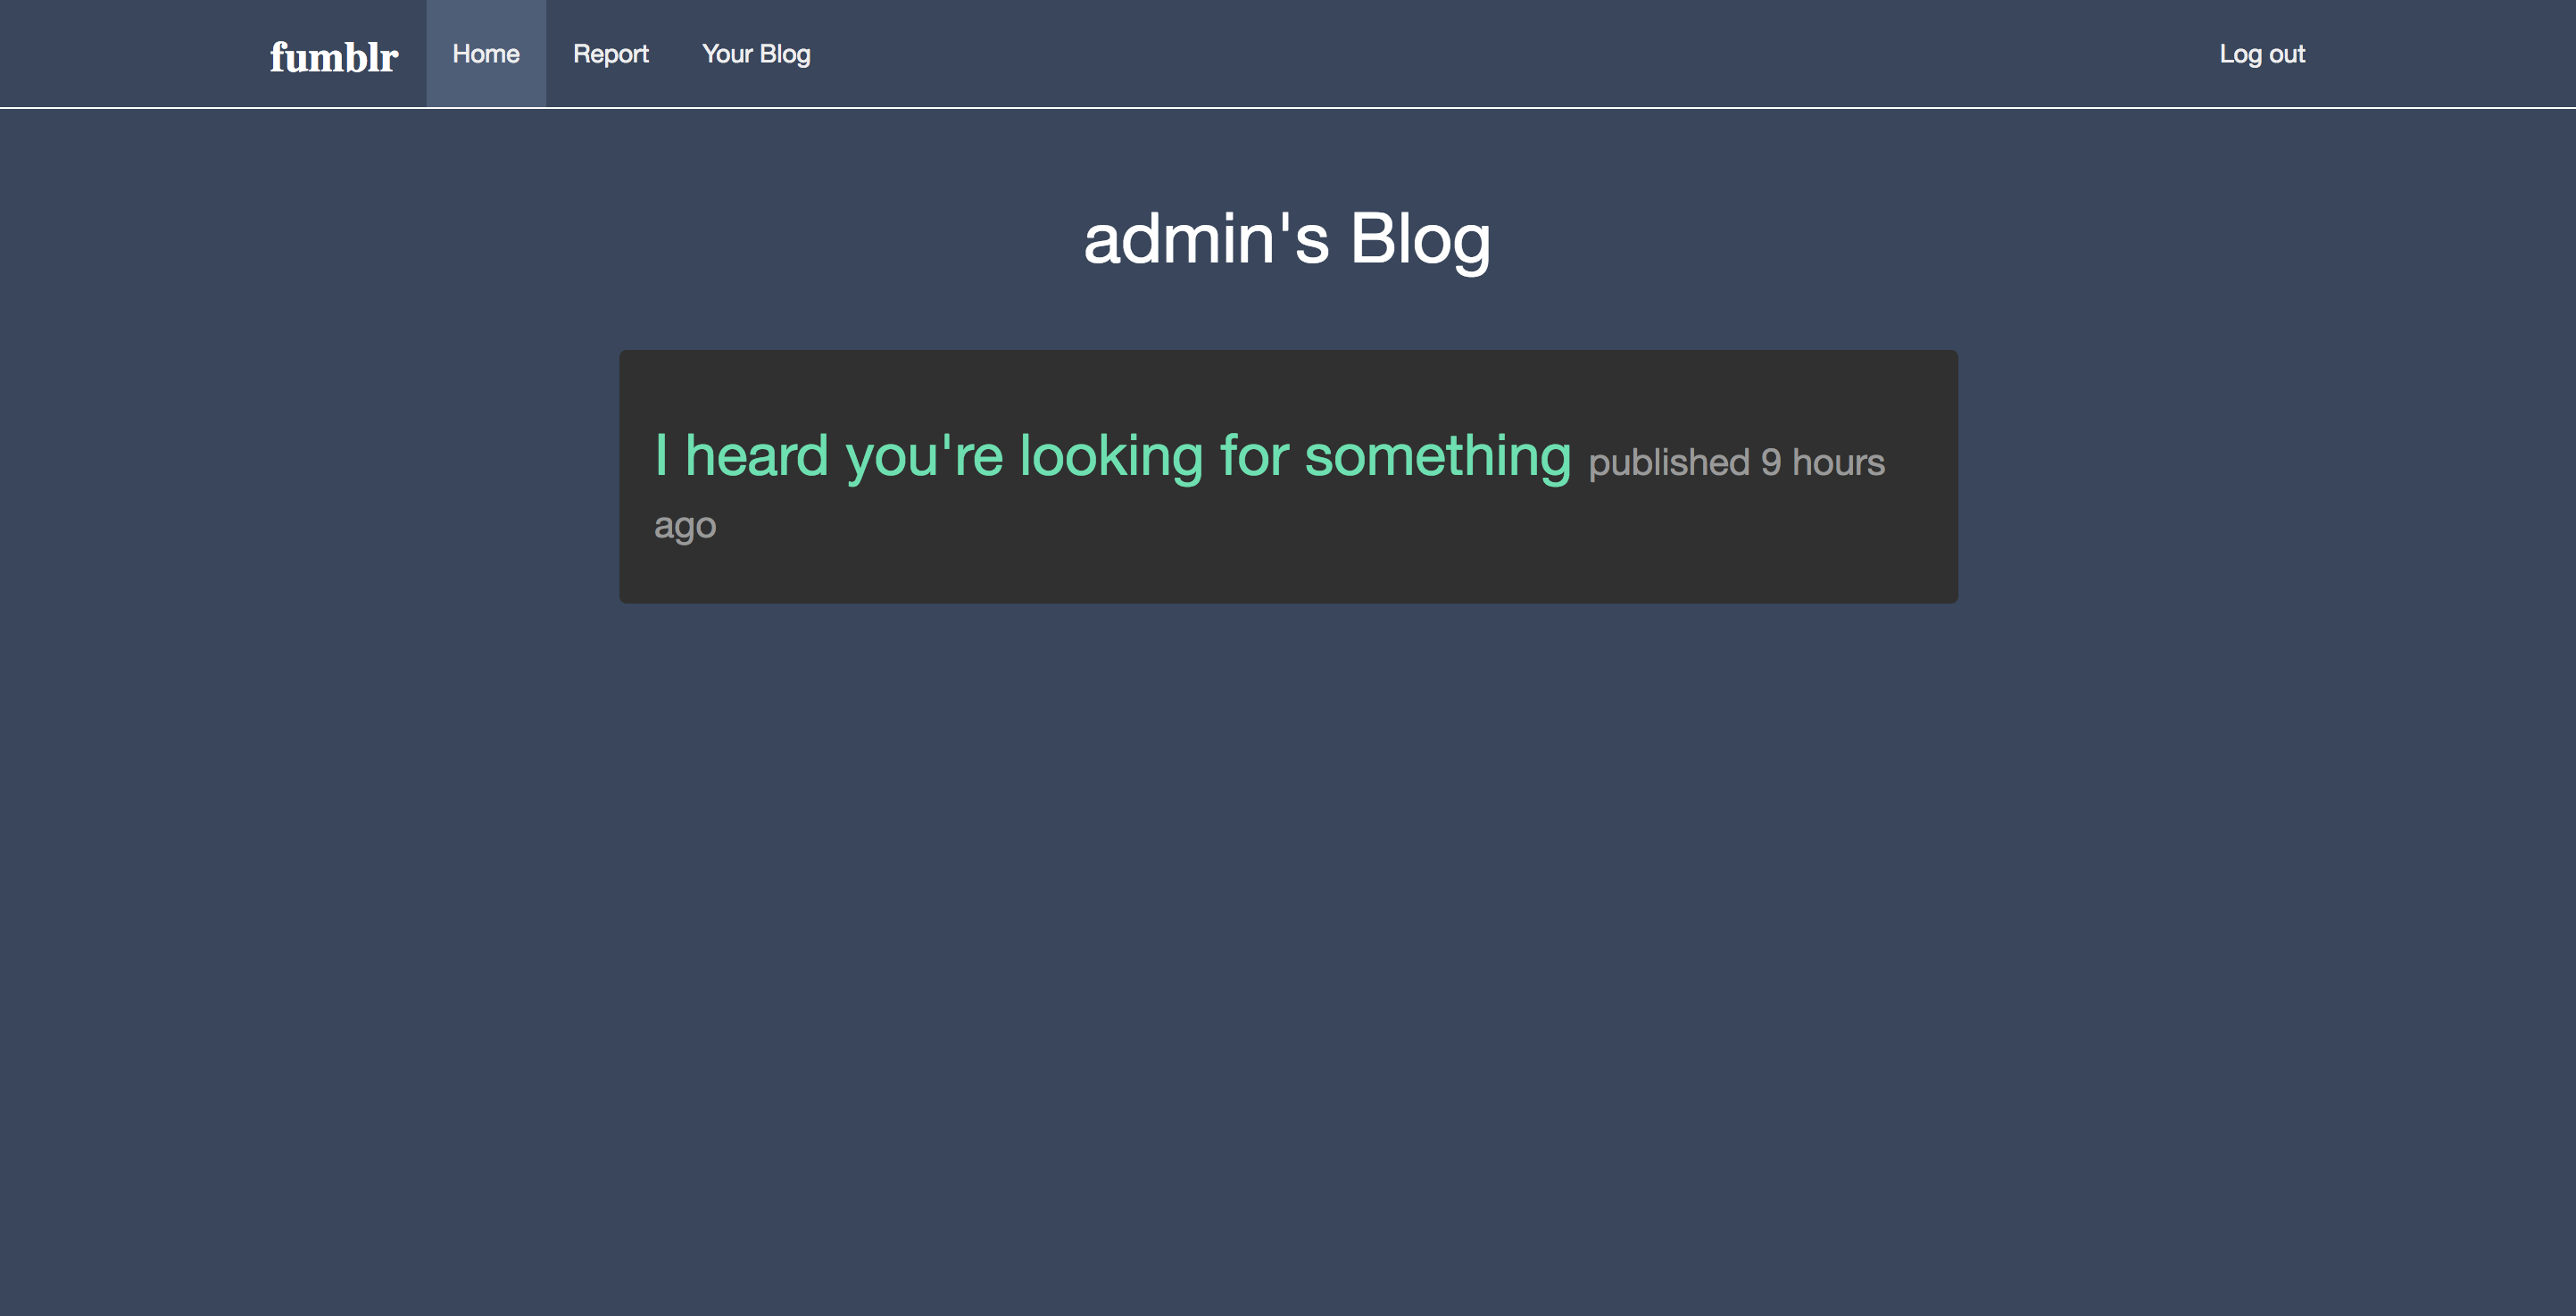 fumblr Home Report Your Blog Log out
admin's Blog
I heard you're looking for something published 9 hours
ago